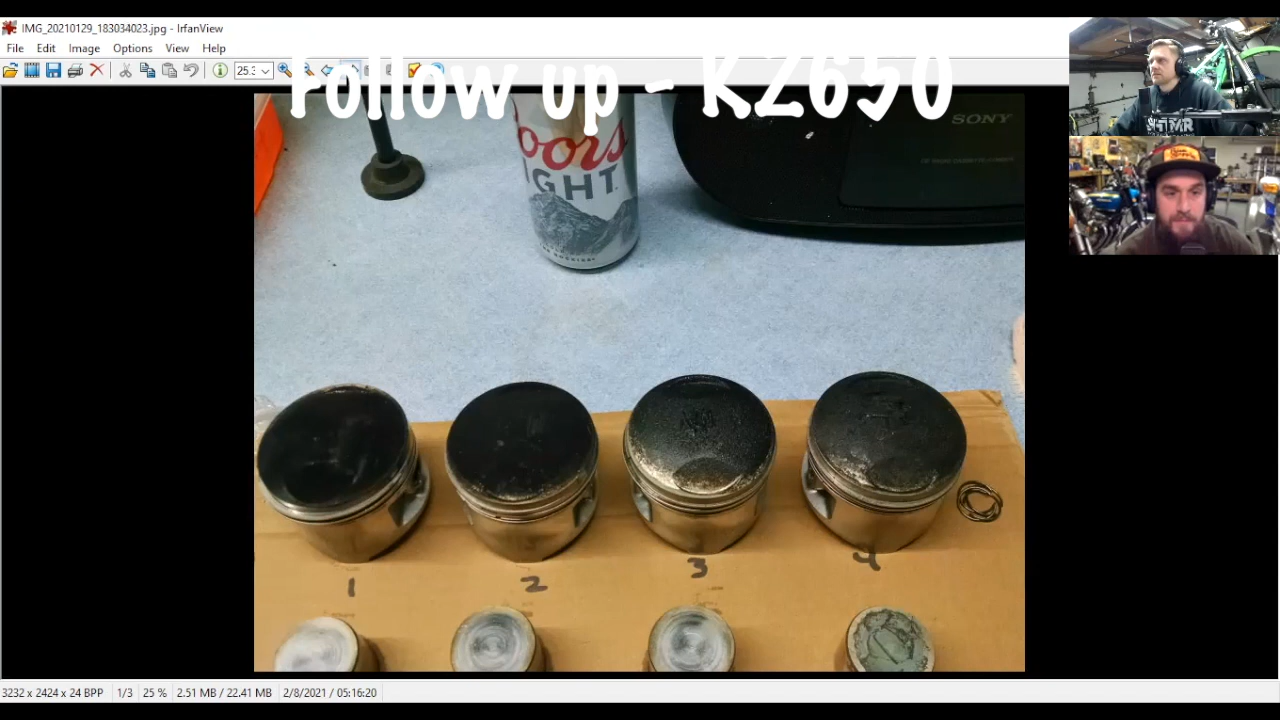 IMG_20210129_183034023.jpg - IrfanView
File Edit Image Options View Help
25.3
Follow up - KZ650
Coors
LIGHT
SONY
1 2 3 4
3232 x 2424 x 24 BPP 1/3 25 % 2.51 MB / 22.41 MB 2/8/2021 / 05:16:20